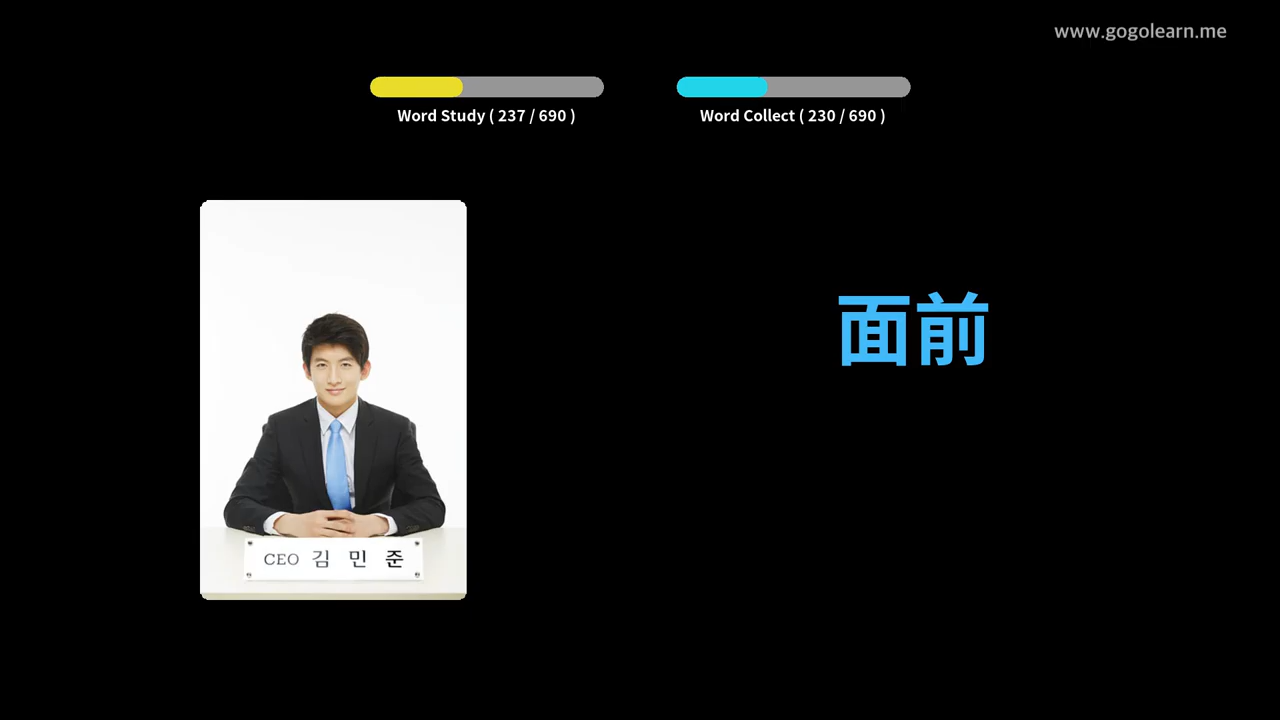 www.gogolearn.me
Word Study ( 237 / 690 )
Word Collect ( 230 / 690 )
面前
CEO 김 민 준